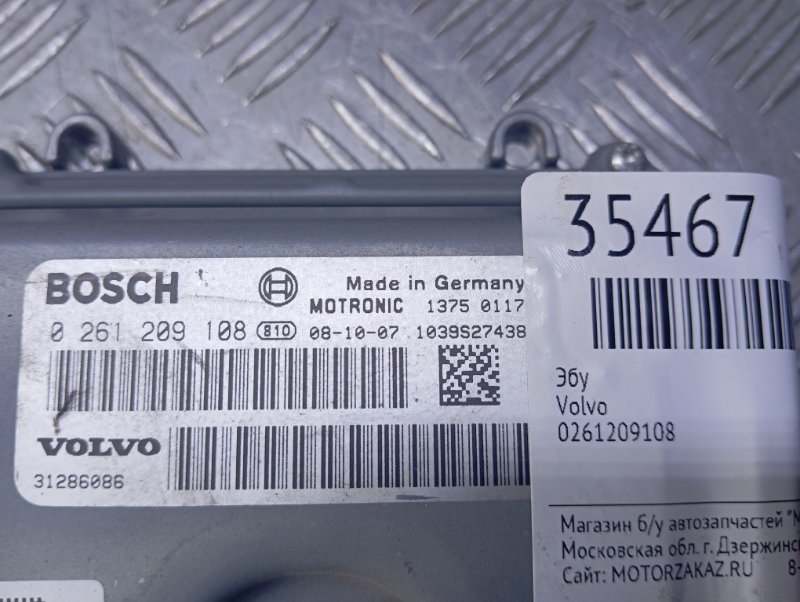 BOSCH
Made in Germany
MOTRONIC 1375 0117
0 261 209 108 810 08-10-07 1039S27438
VOLVO
31286086
35467
Эбу
Volvo
0261209108
Магазин б/у автозапчастей
Московская обл. г.
Сайт: MOTORZAKAZ.RU 8-